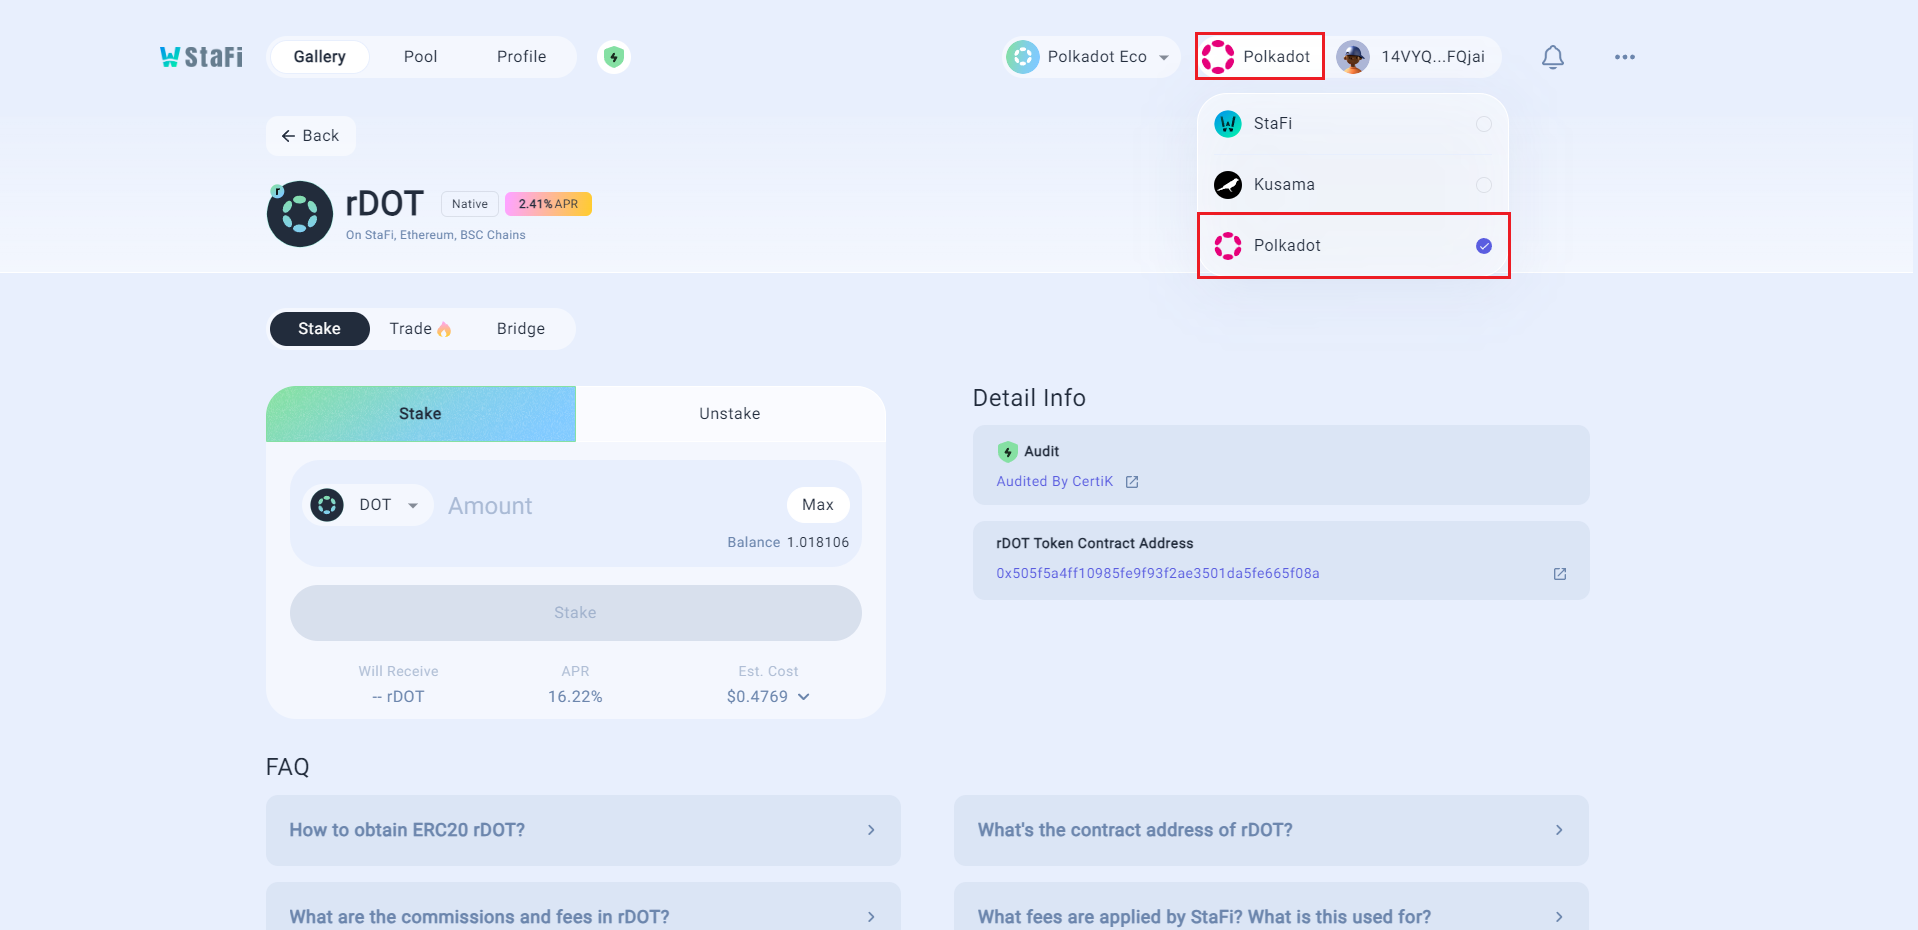 StaFi
Gallery
Pool
Profile
Polkadot Eco
Polkadot
14VYQ...FQjai
StaFi
Kusama
Polkadot
Back
r
rDOT
Native
2.41% APR
On StaFi, Ethereum, BSC Chains
Stake
Trade
Bridge
Stake
Unstake
DOT
Amount
Max
Balance 1.018106
Stake
Will Receive
-- rDOT
APR
16.22%
Est. Cost
$0.4769
Detail Info
Audit
Audited By CertiK
rDOT Token Contract Address
0x505f5a4ff10985fe9f93f2ae3501da5fe665f08a
FAQ
How to obtain ERC20 rDOT?
What's the contract address of rDOT?
What are the commissions and fees in rDOT?
What fees are applied by StaFi? What is this used for?